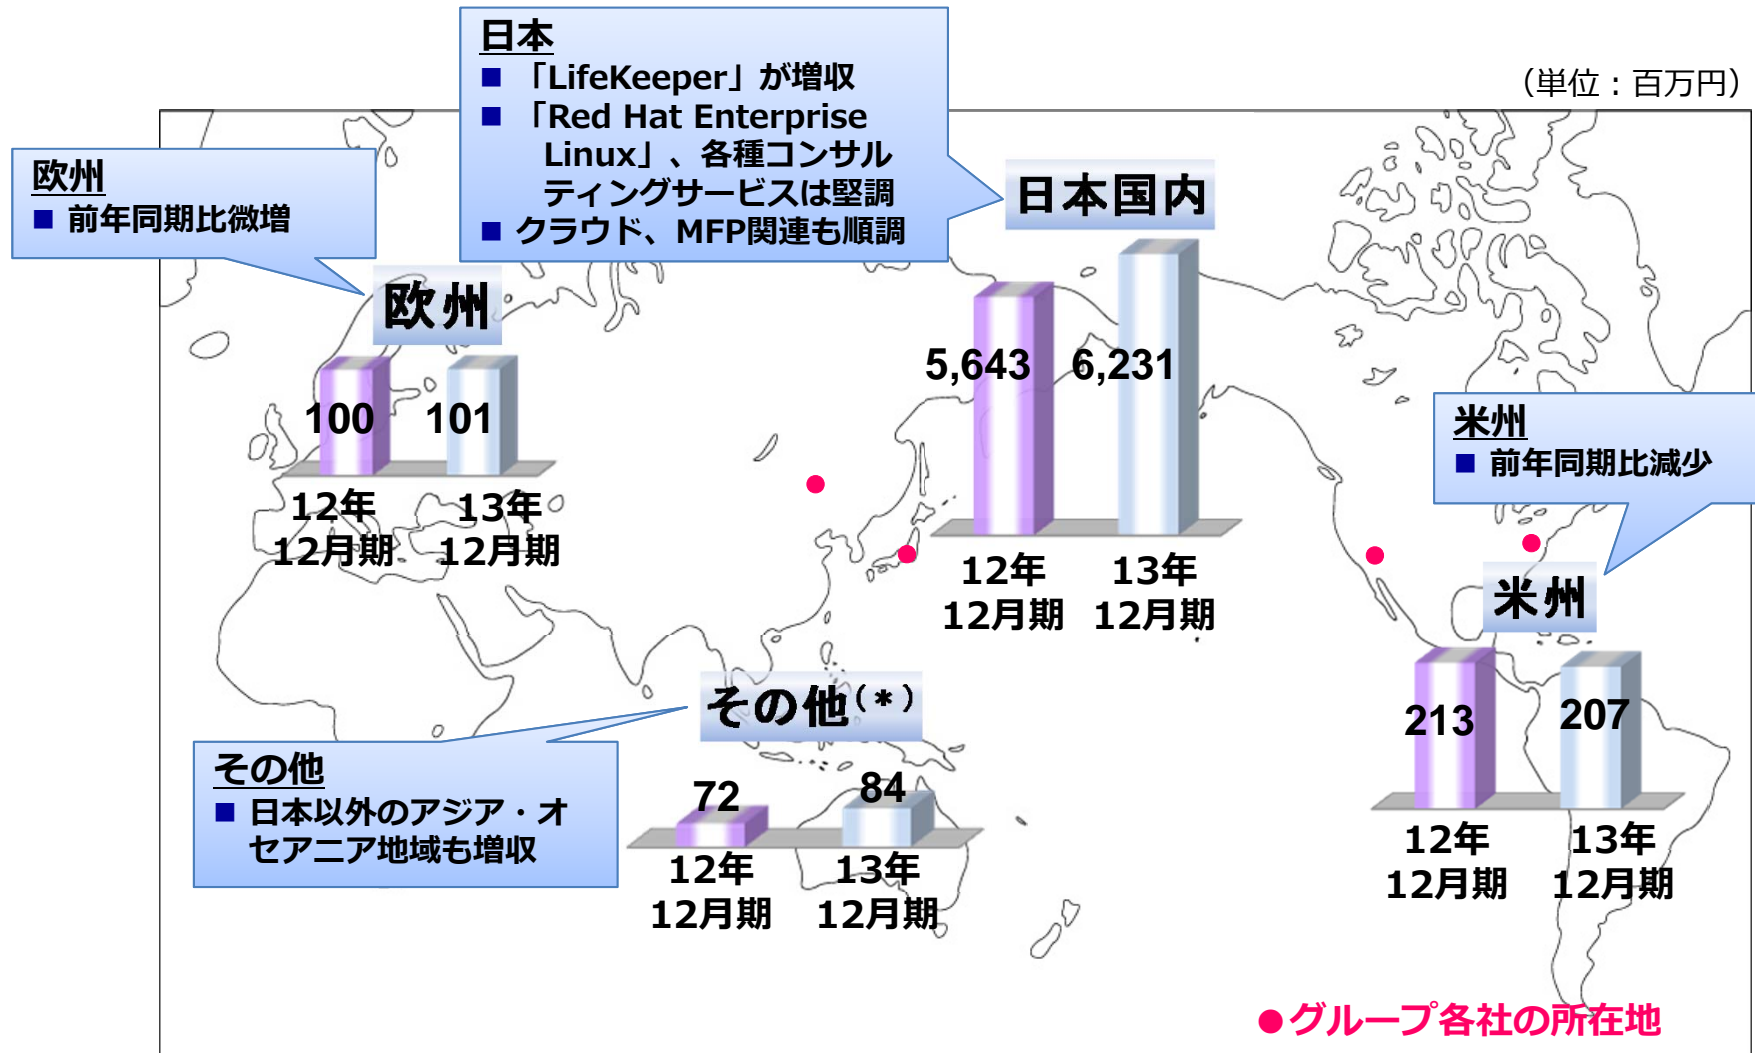 (単位：百万円)
日本
■ 「LifeKeeper」が増収
■ 「Red Hat Enterprise
Linux」、各種コンサル
ティングサービスは堅調
■ クラウド、MFP関連も順調
欧州
■ 前年同期比微増
欧州
100
101
12年
12月期
13年
12月期
日本国内
5,643
6,231
12年
12月期
13年
12月期
米州
■ 前年同期比減少
米州
213
207
12年
12月期
13年
12月期
その他(*)
その他
■ 日本以外のアジア・オ
セアニア地域も増収
72
84
12年
12月期
13年
12月期
●グループ各社の所在地